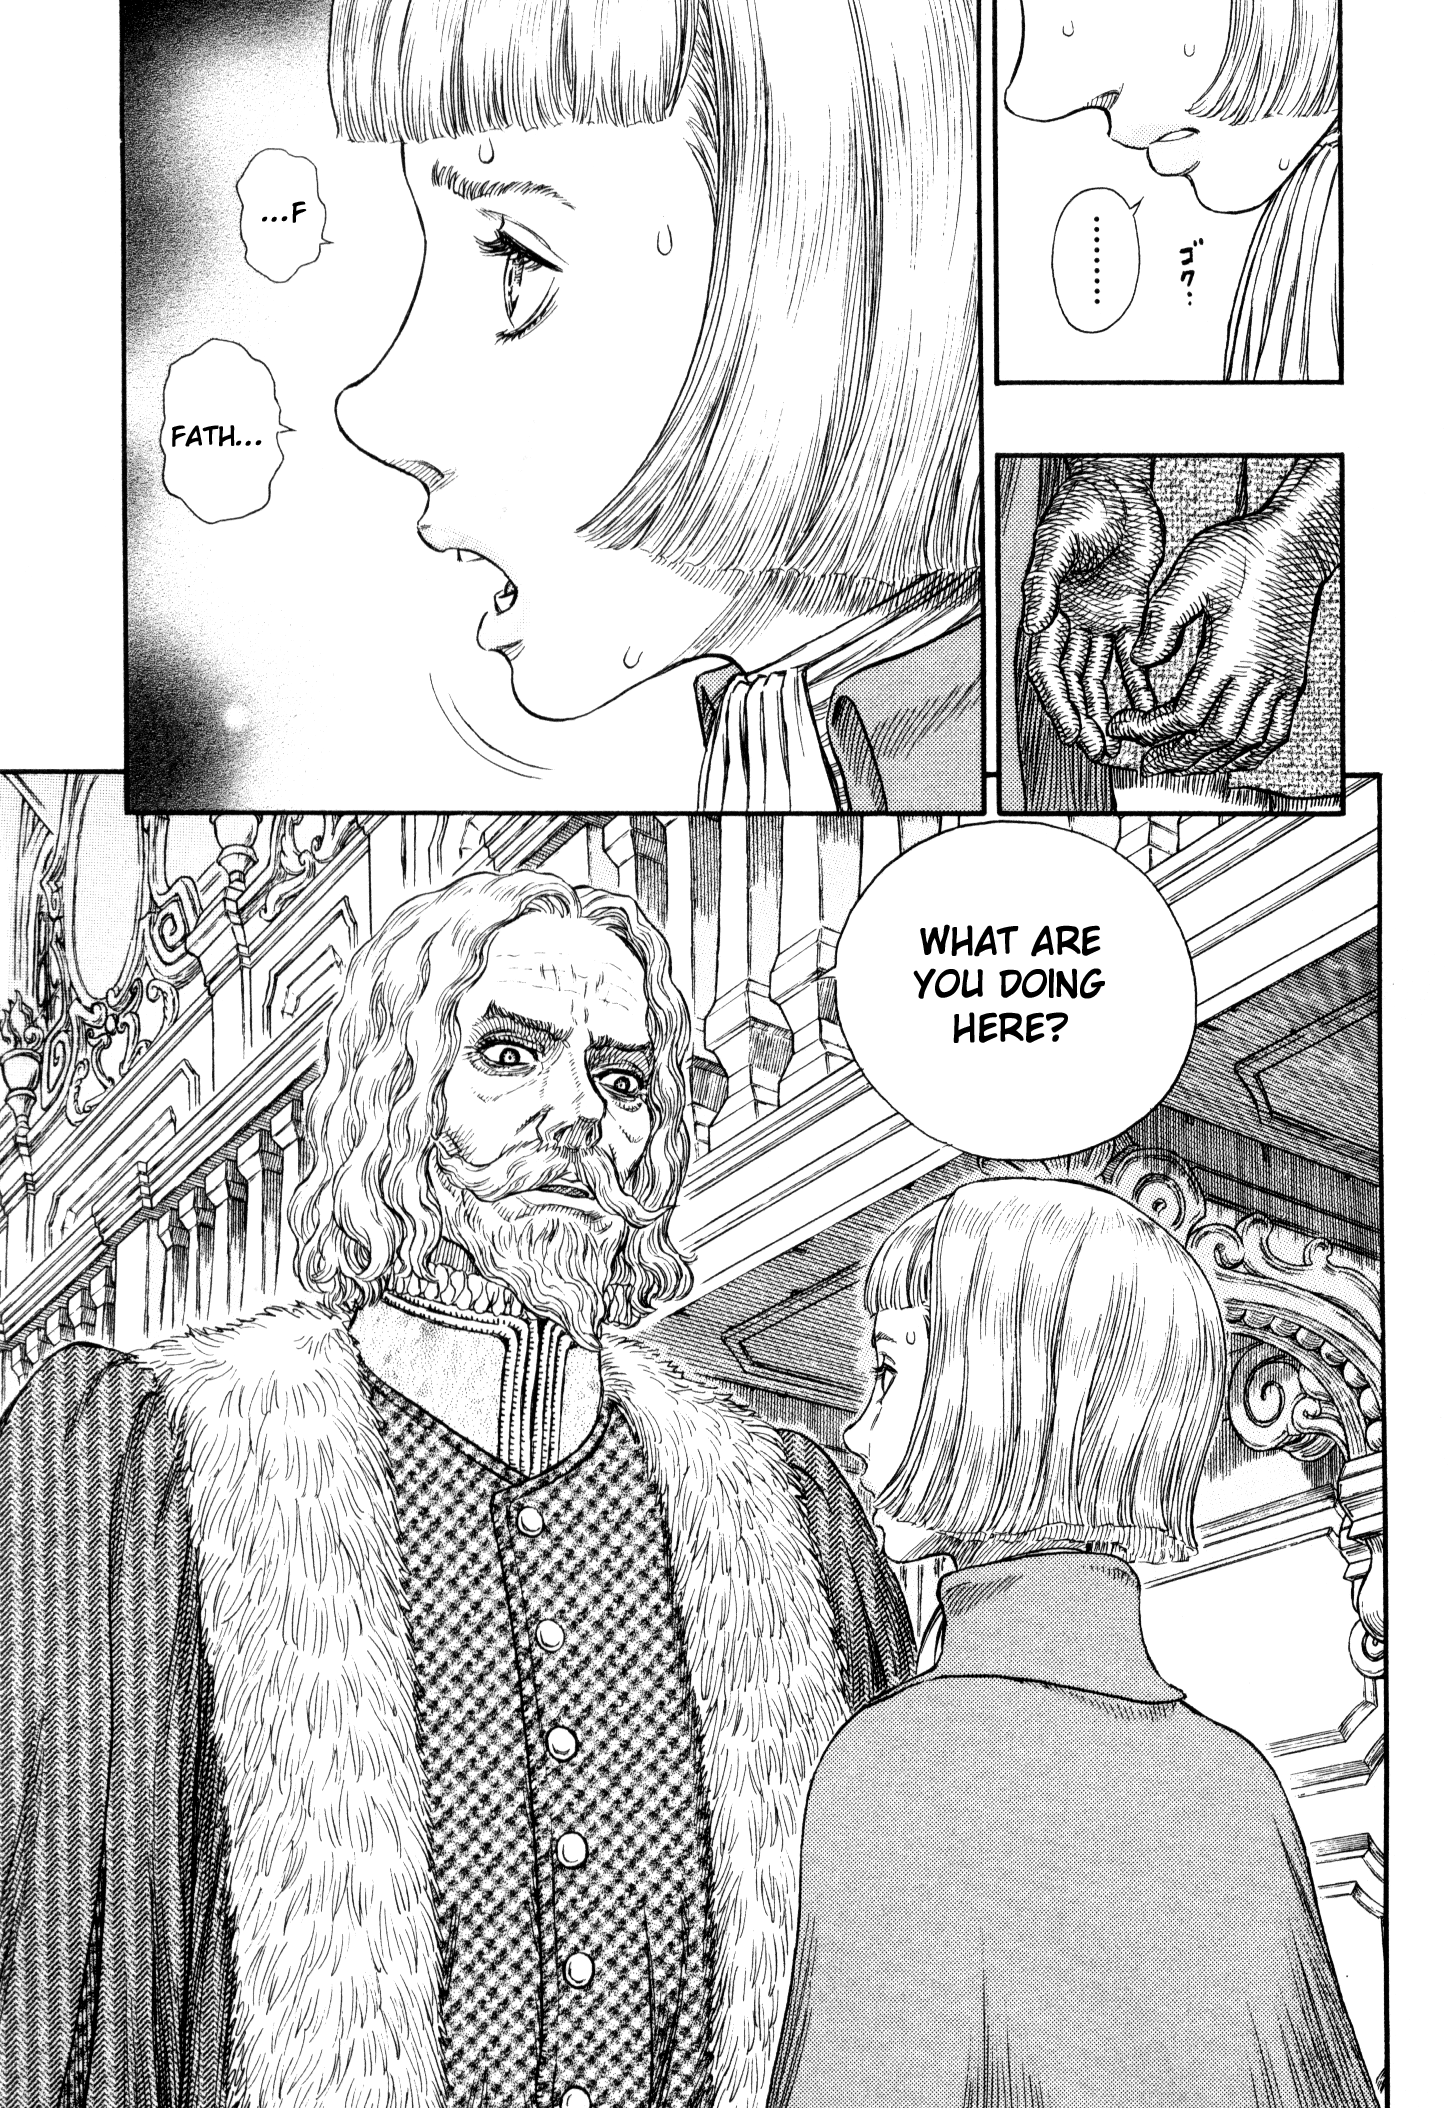 ………
ゴク…
...F
FATH...
WHAT ARE
YOU DOING
HERE?